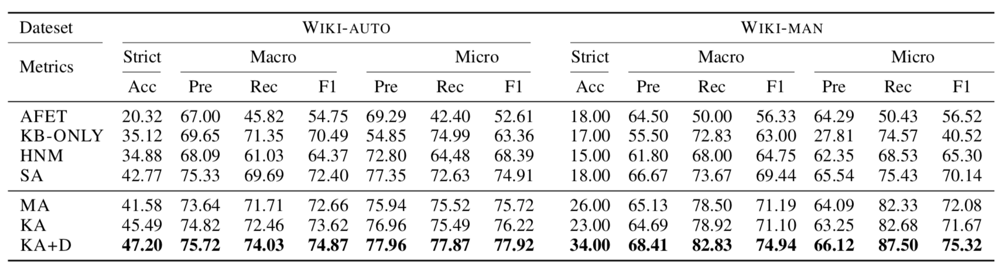 Dateset WIKI-AUTO WIKI-MAN
Metrics Strict Macro Micro Strict Macro Micro
Acc Pre Rec F1 Pre Rec F1 Acc Pre Rec F1 Pre Rec F1
AFET 20.32 67.00 45.82 54.75 69.29 42.40 52.61 18.00 64.50 50.00 56.33 64.29 50.43 56.52
KB-ONLY 35.12 69.65 71.35 70.49 54.85 74.99 63.36 17.00 55.50 72.83 63.00 27.81 74.57 40.52
HNM 34.88 68.09 61.03 64.37 72.80 64,48 68.39 15.00 61.80 68.00 64.75 62.35 68.53 65.30
SA 42.77 75.33 69.69 72.40 77.35 72.63 74.91 18.00 66.67 73.67 69.44 65.54 75.43 70.14
MA 41.58 73.64 71.71 72.66 75.94 75.52 75.72 26.00 65.13 78.50 71.19 64.09 82.33 72.08
KA 45.49 74.82 72.46 73.62 76.96 75.49 76.22 23.00 64.69 78.92 71.10 63.25 82.68 71.67
KA+D 47.20 75.72 74.03 74.87 77.96 77.87 77.92 34.00 68.41 82.83 74.94 66.12 87.50 75.32